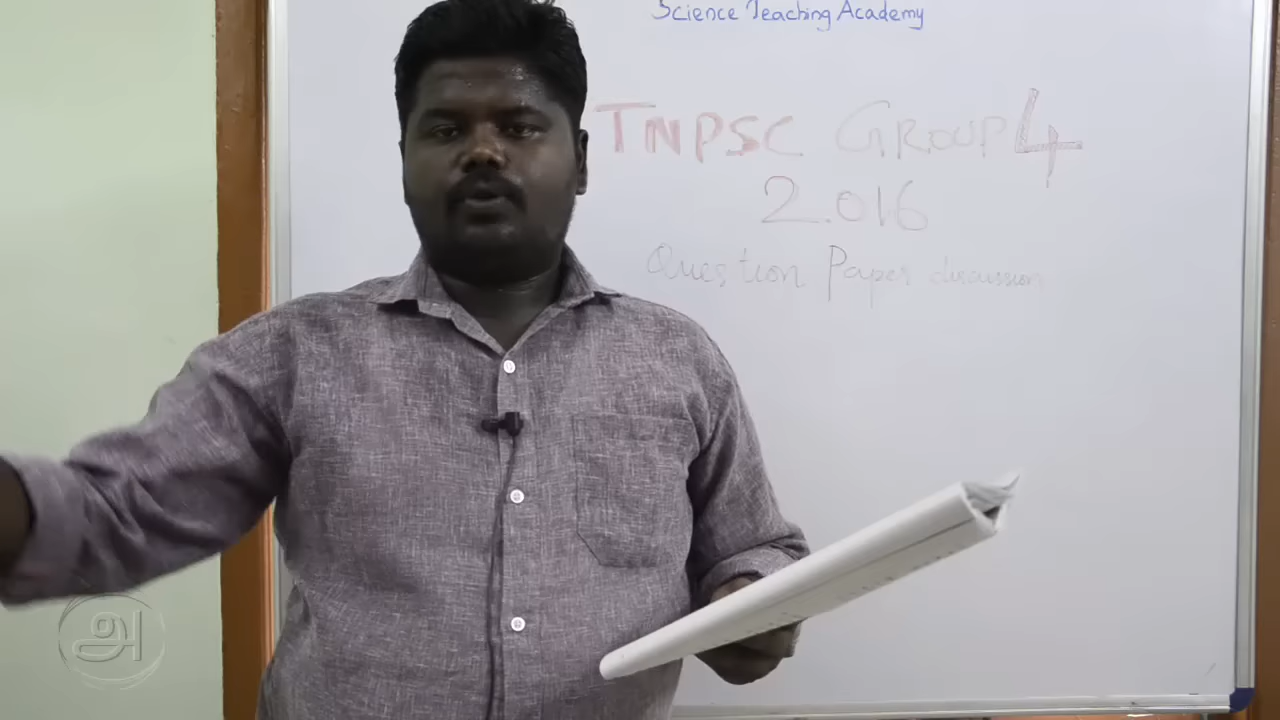 Science Teaching Academy
TNPSC GROUP 4
2016
Question Paper discussion
அ